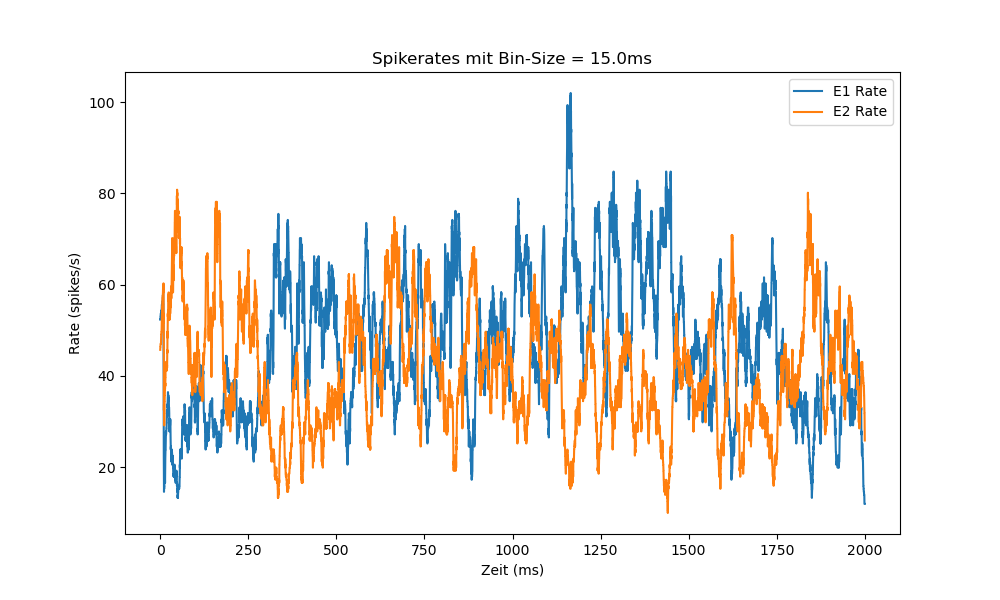 Spikerates mit Bin-Size = 15.0ms
E1 Rate
E2 Rate
Rate (spikes/s)
100
80
60
40
20
0
250
500
750
1000
1250
1500
1750
2000
Zeit (ms)